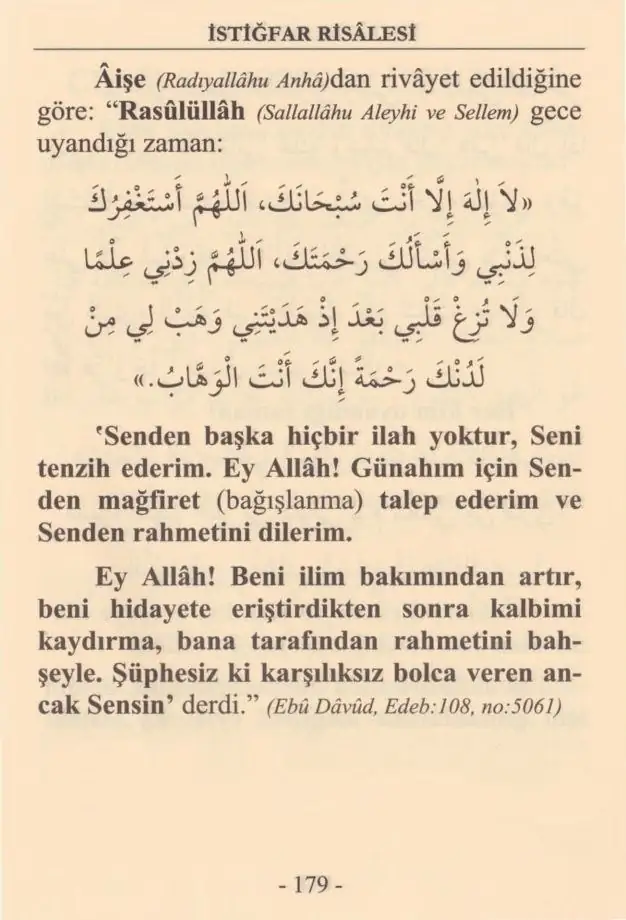 İSTİĞFAR RİSÂLESİ
Âişe (Radıyallâhu Anhâ)dan rivâyet edildiğine
göre: “Rasûlüllâh (Sallallâhu Aleyhi ve Sellem) gece
uyandığı zaman:
«لَا إِلٰهَ إِلَّا أَنْتَ سُبْحَانَكَ، اَللّٰهُمَّ أَسْتَغْفِرُكَ
لِذَنْبِي وَأَسْأَلُكَ رَحْمَتَكَ، اَللّٰهُمَّ زِدْنِي عِلْمًا
وَلَا تُزِغْ قَلْبِي بَعْدَ إِذْ هَدَيْتَنِي وَهَبْ لِي مِنْ
لَدُنْكَ رَحْمَةً إِنَّكَ أَنْتَ الْوَهَّابُ.»
‘Senden başka hiçbir ilah yoktur, Seni
tenzih ederim. Ey Allâh! Günahım için Sen-
den mağfiret (bağışlanma) talep ederim ve
Senden rahmetini dilerim.
Ey Allâh! Beni ilim bakımından artır,
beni hidayete eriştirdikten sonra kalbimi
kaydırma, bana tarafından rahmetini bah-
şeyle. Şüphesiz ki karşılıksız bolca veren an-
cak Sensin’ derdi.” (Ebû Dâvûd, Edeb:108, no:5061)
- 179 -